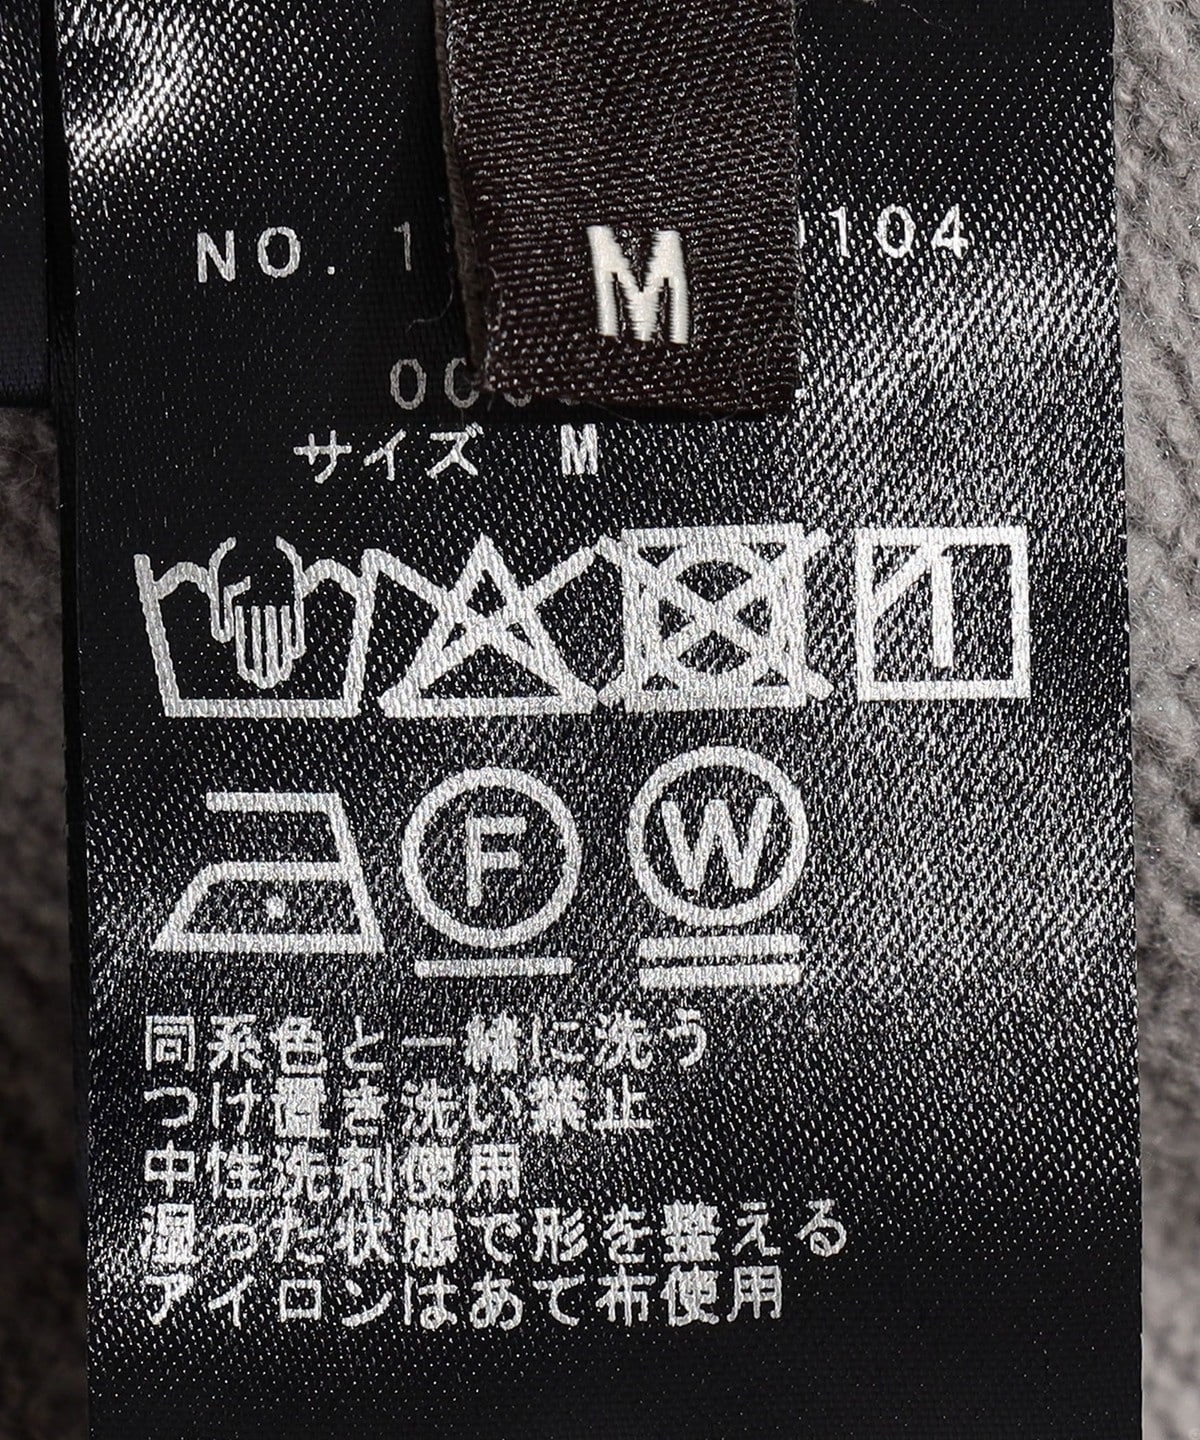 M
NO. 1 0104
サイズ M
F W
同系色と一緒に洗う
つけ置き洗い禁止
中性洗剤使用
湿った状態で形を整える
アイロンはあて布使用